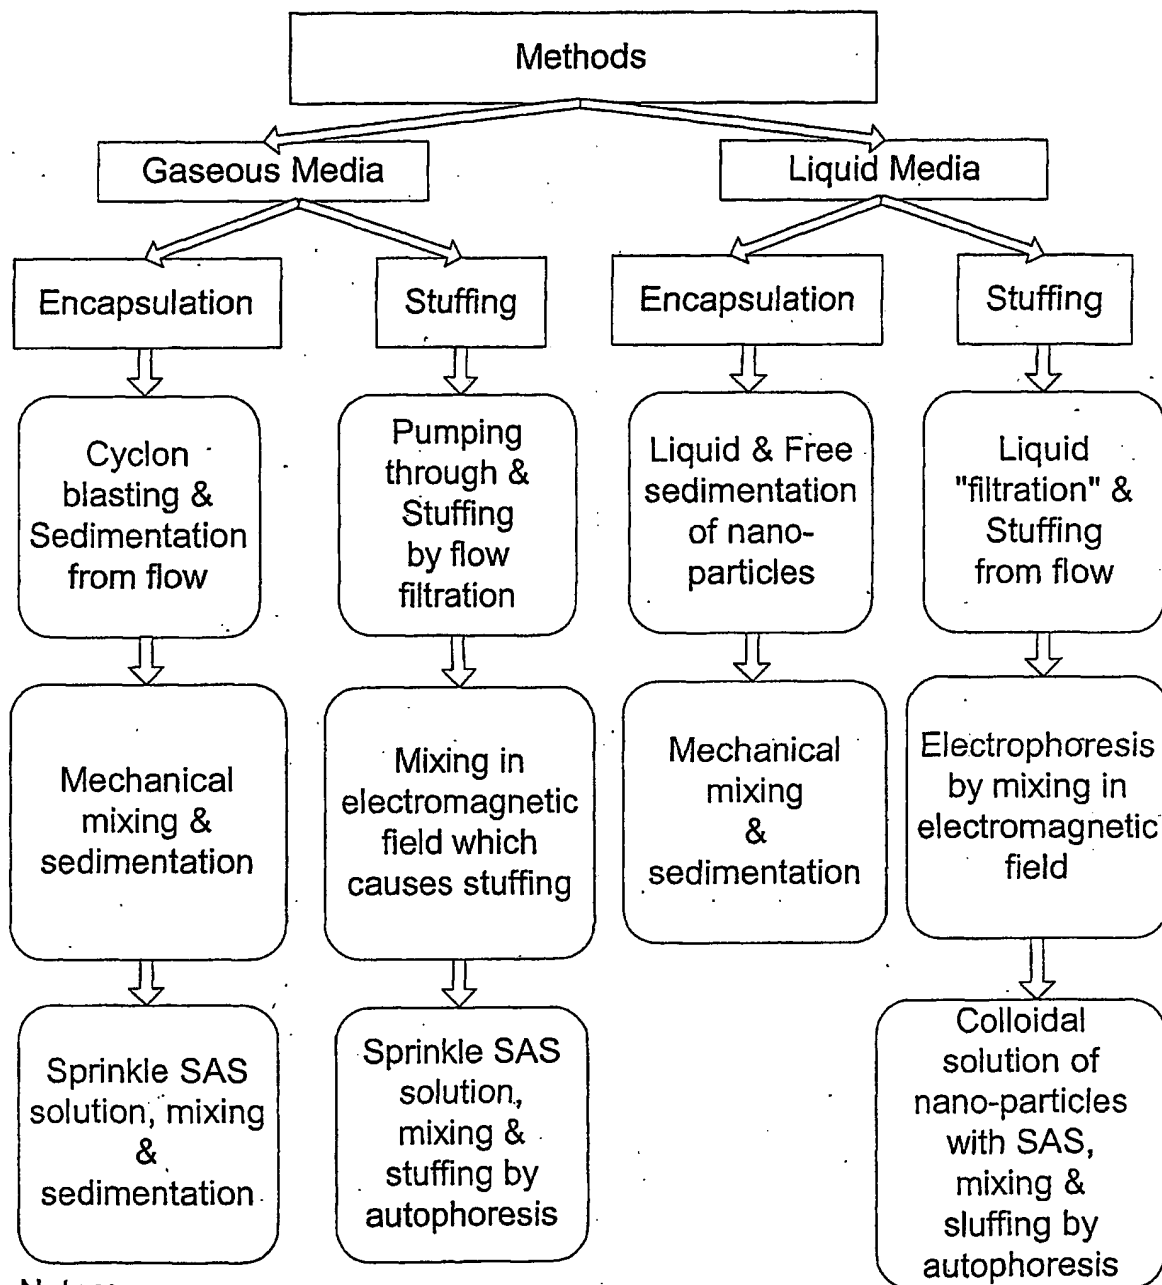 Methods
Gaseous Media
Liquid Media
Encapsulation
Stuffing
Encapsulation
Stuffing
Cyclon
blasting &
Sedimentation
from flow
Pumping
through &
Stuffing
by flow
filtration
Liquid & Free
sedimentation
of nano-
particles
Liquid
"filtration" &
Stuffing
from flow
Mechanical
mixing &
sedimentation
Mixing in
electromagnetic
field which
causes stuffing
Mechanical
mixing
&
sedimentation
Electrophoresis
by mixing in
electromagnetic
field
Sprinkle SAS
solution, mixing
&
sedimentation
Sprinkle SAS
solution,
mixing &
stuffing by
autophoresis
Colloidal
solution of
nano-particles
with SAS,
mixing &
sluffing by
autophoresis